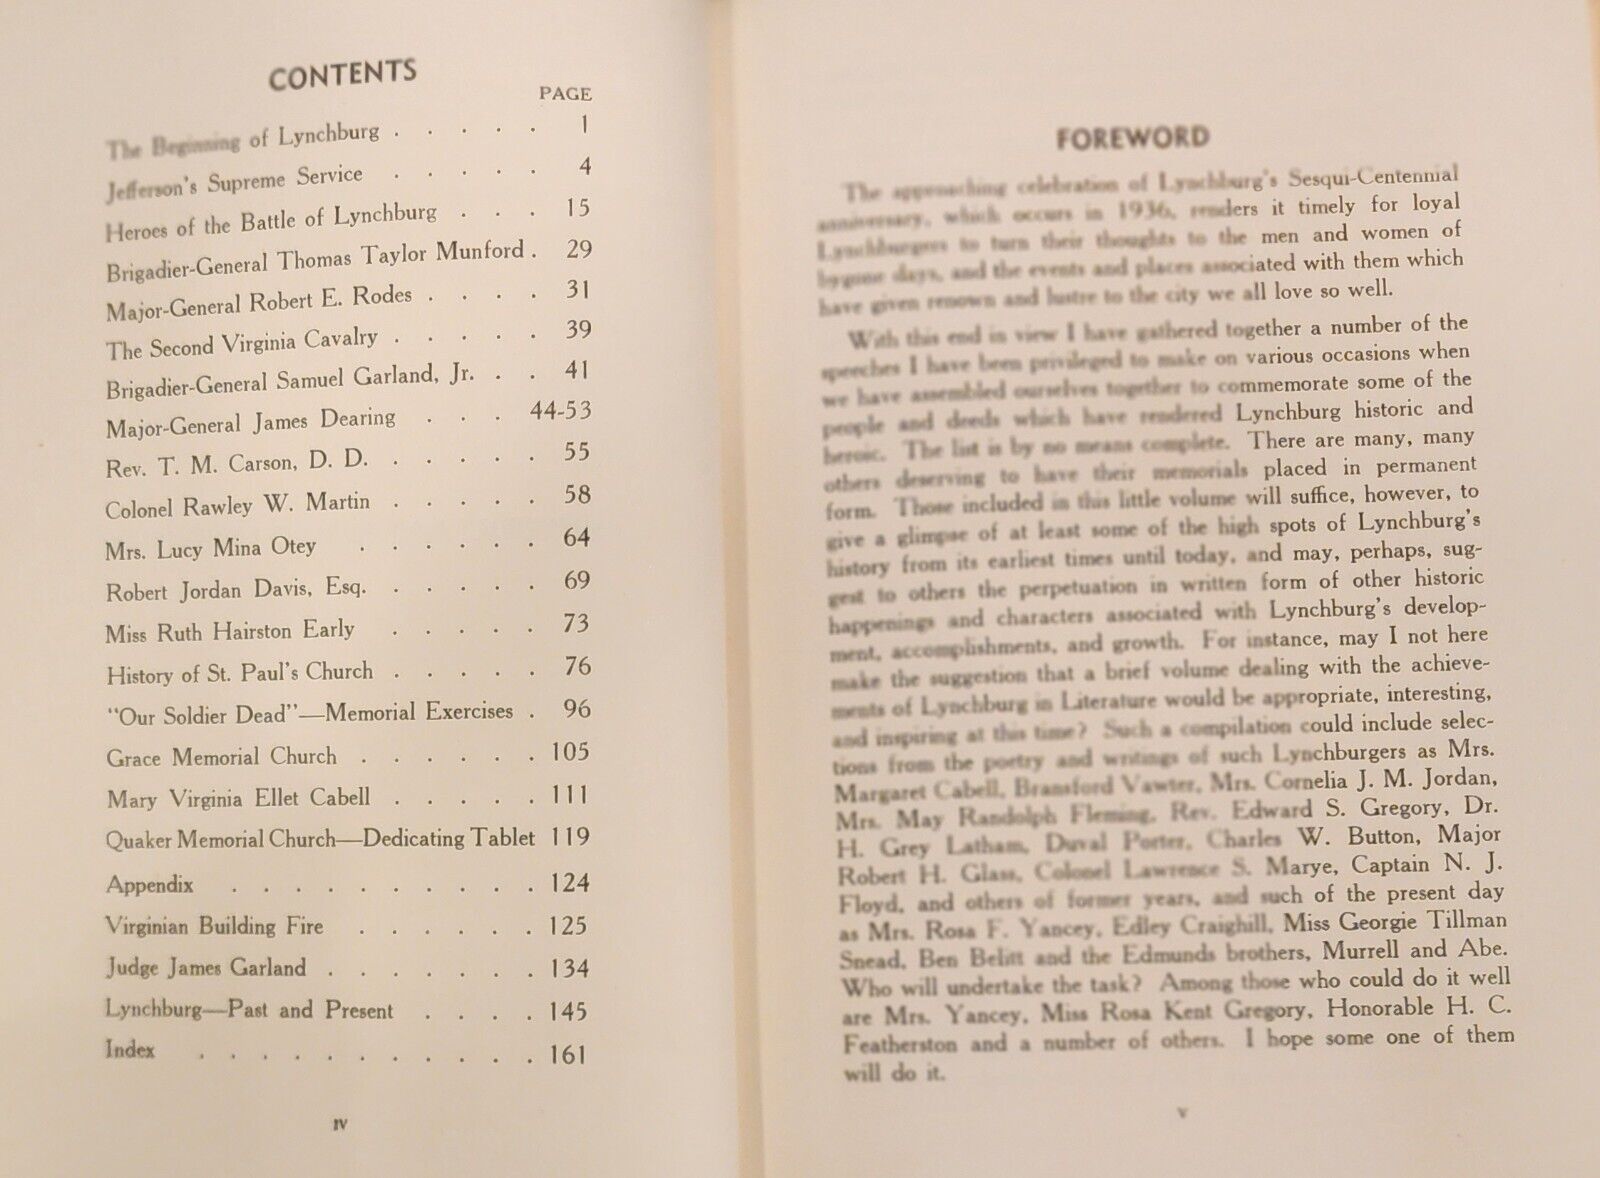 CONTENTS
PAGE
The Beginning of Lynchburg . . . . . 1
Jefferson's Supreme Service . . . . . 4
Heroes of the Battle of Lynchburg . . . 15
Brigadier-General Thomas Taylor Munford . 29
Major-General Robert E. Rodes . . . . 31
The Second Virginia Cavalry . . . . . 39
Brigadier-General Samuel Garland, Jr. . . 41
Major-General James Dearing . . . 44-53
Rev. T. M. Carson, D. D. . . . . . 55
Colonel Rawley W. Martin . . . . . 58
Mrs. Lucy Mina Otey . . . . . . 64
Robert Jordan Davis, Esq. . . . . . 69
Miss Ruth Hairston Early . . . . . 73
History of St. Paul's Church . . . . . 76
"Our Soldier Dead"—Memorial Exercises . 96
Grace Memorial Church . . . . . . 105
Mary Virginia Ellet Cabell . . . . . 111
Quaker Memorial Church—Dedicating Tablet 119
Appendix . . . . . . . . . . 124
Virginian Building Fire . . . . . . 125
Judge James Garland . . . . . . . 134
Lynchburg—Past and Present . . . . 145
Index . . . . . . . . . . . 161
IV
FOREWORD
The approaching celebration of Lynchburg's Sesqui-Centennial
anniversary, which occurs in 1936, renders it timely for loyal
Lynchburgers to turn their thoughts to the men and women of
bygone days, and the events and places associated with them which
have given renown and lustre to the city we all love so well.
With this end in view I have gathered together a number of the
speeches I have been privileged to make on various occasions when
we have assembled ourselves together to commemorate some of the
people and deeds which have rendered Lynchburg historic and
heroic. The list is by no means complete. There are many, many
others deserving to have their memorials placed in permanent
form. Those included in this little volume will suffice, however, to
give a glimpse of at least some of the high spots of Lynchburg's
history from its earliest times until today, and may, perhaps, sug-
gest to others the perpetuation in written form of other historic
happenings and characters associated with Lynchburg's develop-
ment, accomplishments, and growth. For instance, may I not here
make the suggestion that a brief volume dealing with the achieve-
ments of Lynchburg in Literature would be appropriate, interesting,
and inspiring at this time? Such a compilation could include selec-
tions from the poetry and writings of such Lynchburgers as Mrs.
Margaret Cabell, Bransford Vawter, Mrs. Cornelia J. M. Jordan,
Mrs. May Randolph Fleming, Rev. Edward S. Gregory, Dr.
H. Grey Latham, Duval Porter, Charles W. Button, Major
Robert H. Glass, Colonel Lawrence S. Marye, Captain N. J.
Floyd, and others of former years, and such of the present day
as Mrs. Rosa F. Yancey, Edley Craighill, Miss Georgie Tillman
Snead, Ben Belitt and the Edmunds brothers, Murrell and Abe.
Who will undertake the task? Among those who could do it well
are Mrs. Yancey, Miss Rosa Kent Gregory, Honorable H. C.
Featherston and a number of others. I hope some one of them
will do it.
V